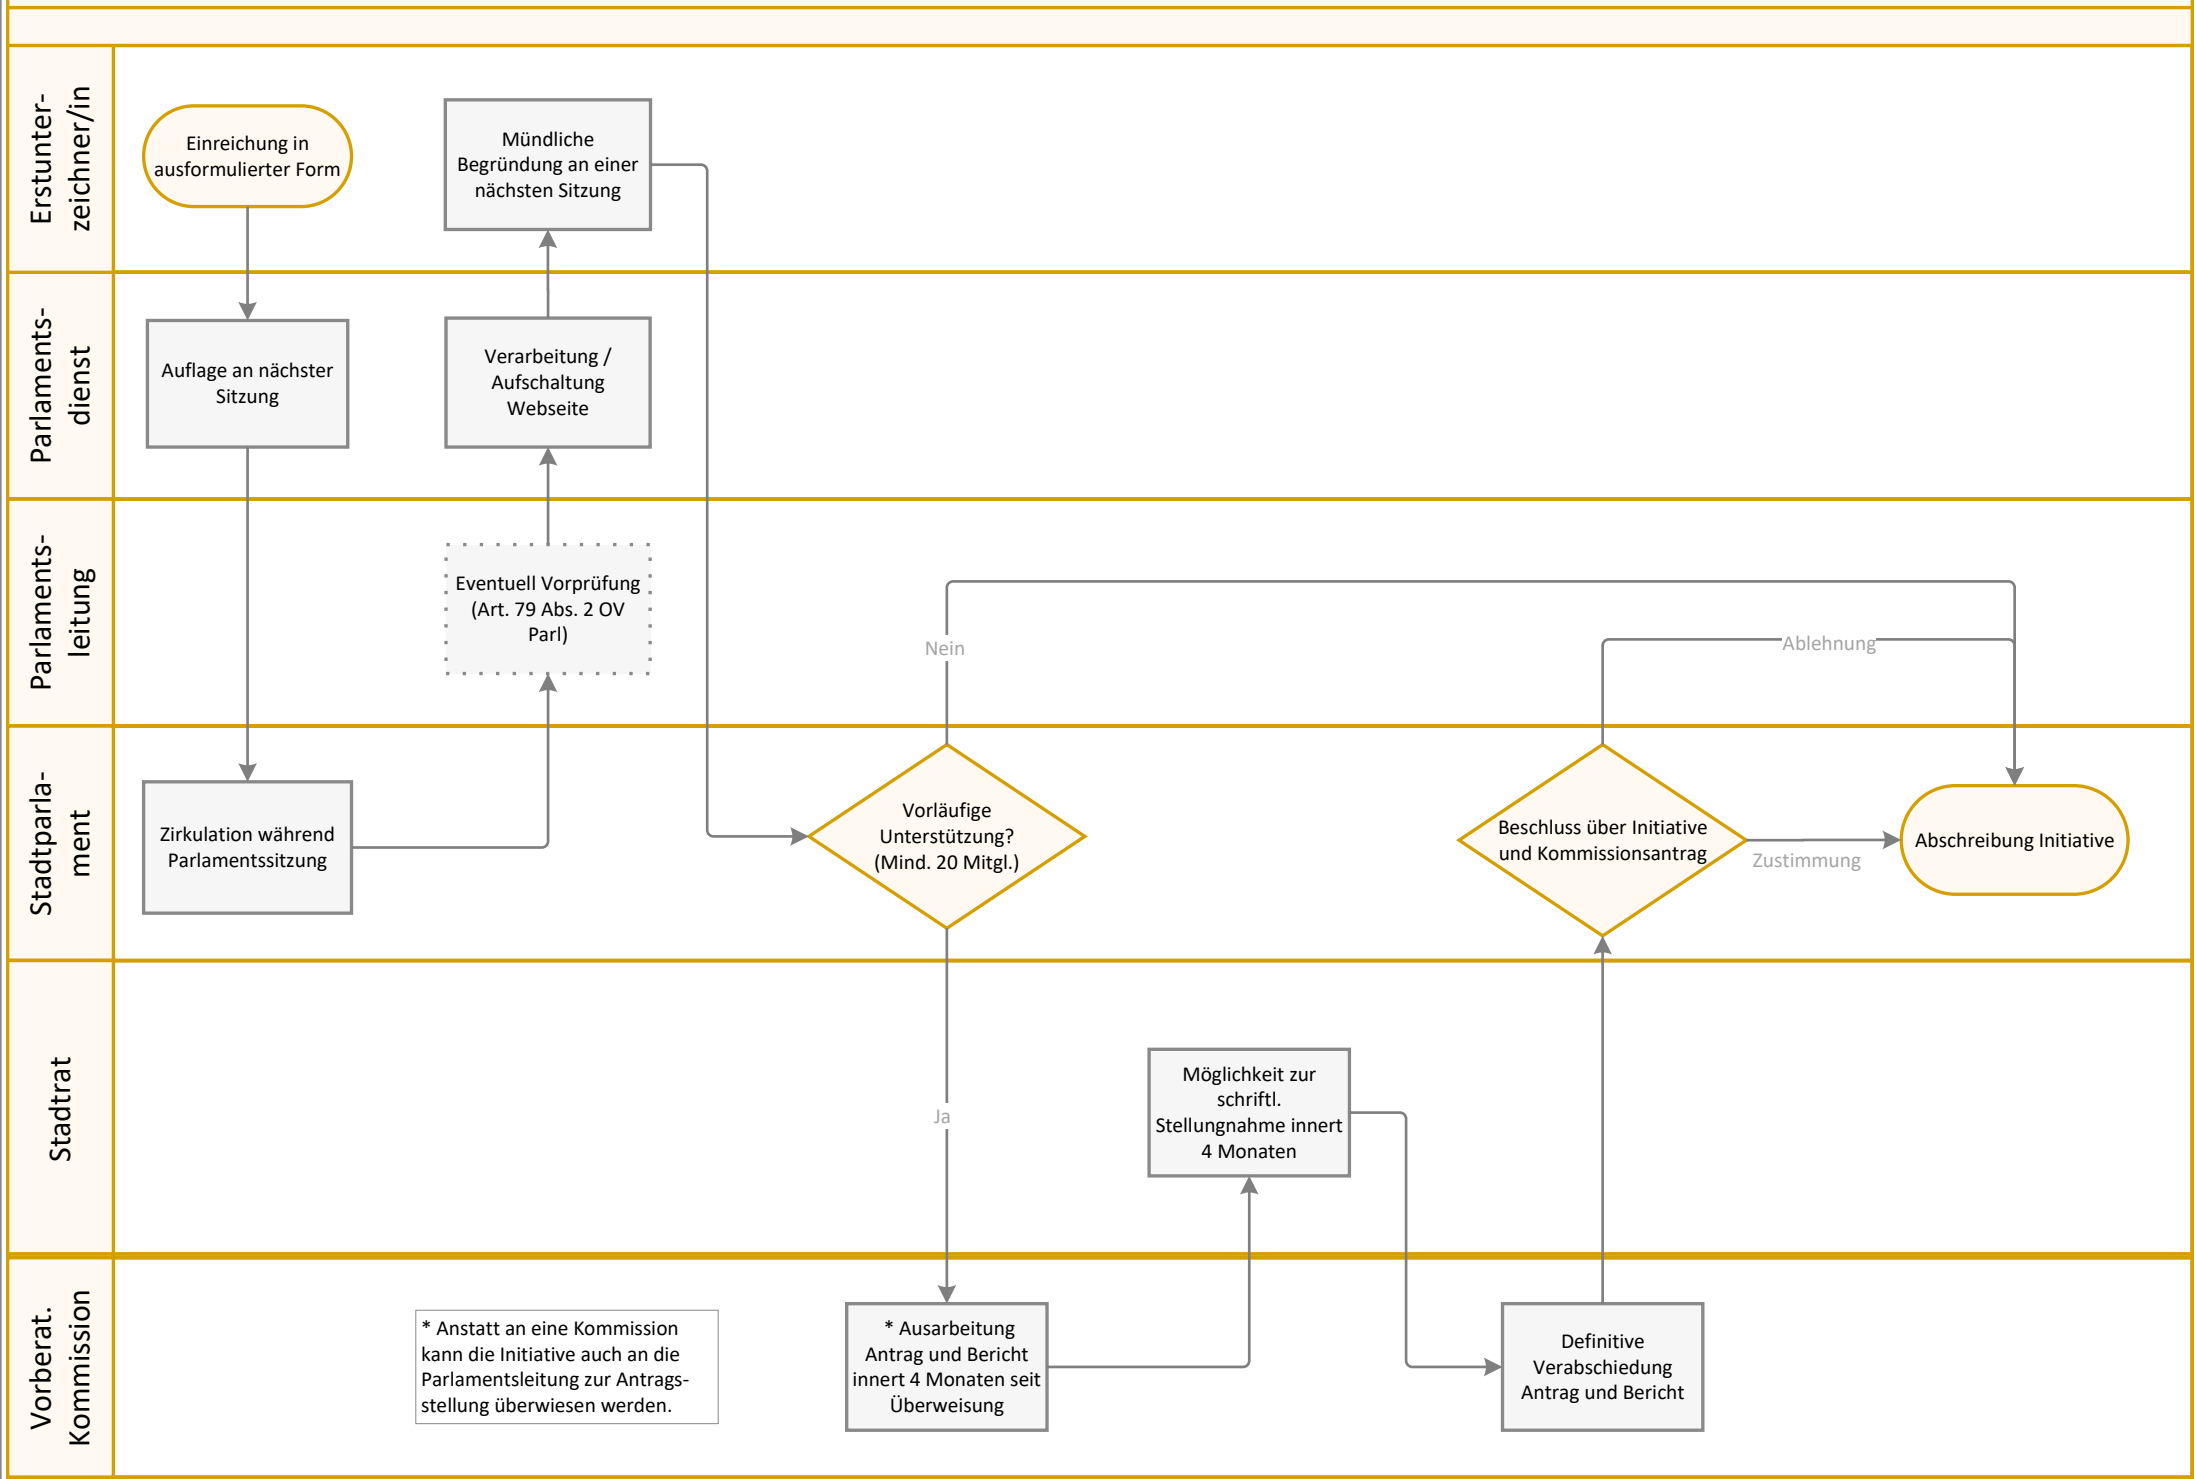 Erstunter-
zeichner/in
Einreichung in
ausformulierter Form
Mündliche
Begründung an einer
nächsten Sitzung
Parlaments-
dienst
Auflage an nächster
Sitzung
Verarbeitung /
Aufschaltung
Webseite
Parlaments-
leitung
Eventuell Vorprüfung
(Art. 79 Abs. 2 OV
Parl)
Nein
Ablehnung
Stadtparla-
ment
Zirkulation während
Parlamentssitzung
Vorläufige
Unterstützung?
(Mind. 20 Mitgl.)
Beschluss über Initiative
und Kommissionsantrag
Zustimmung
Abschreibung Initiative
Stadtrat
Ja
Möglichkeit zur
schriftl.
Stellungnahme innert
4 Monaten
Vorberat.
Kommission
* Anstatt an eine Kommission
kann die Initiative auch an die
Parlamentsleitung zur Antrags-
stellung überwiesen werden.
* Ausarbeitung
Antrag und Bericht
innert 4 Monaten seit
Überweisung
Definitive
Verabschiedung
Antrag und Bericht